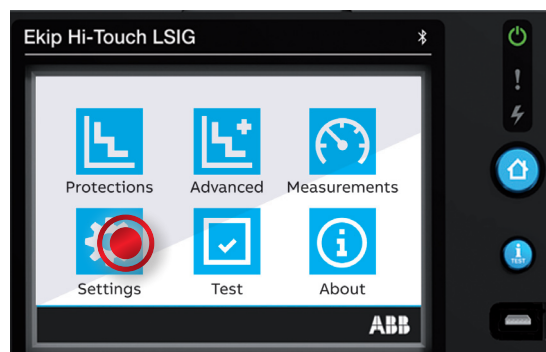 Ekip Hi-Touch LSIG
Protections
Advanced
Measurements
Settings
Test
About
ABB
TEST